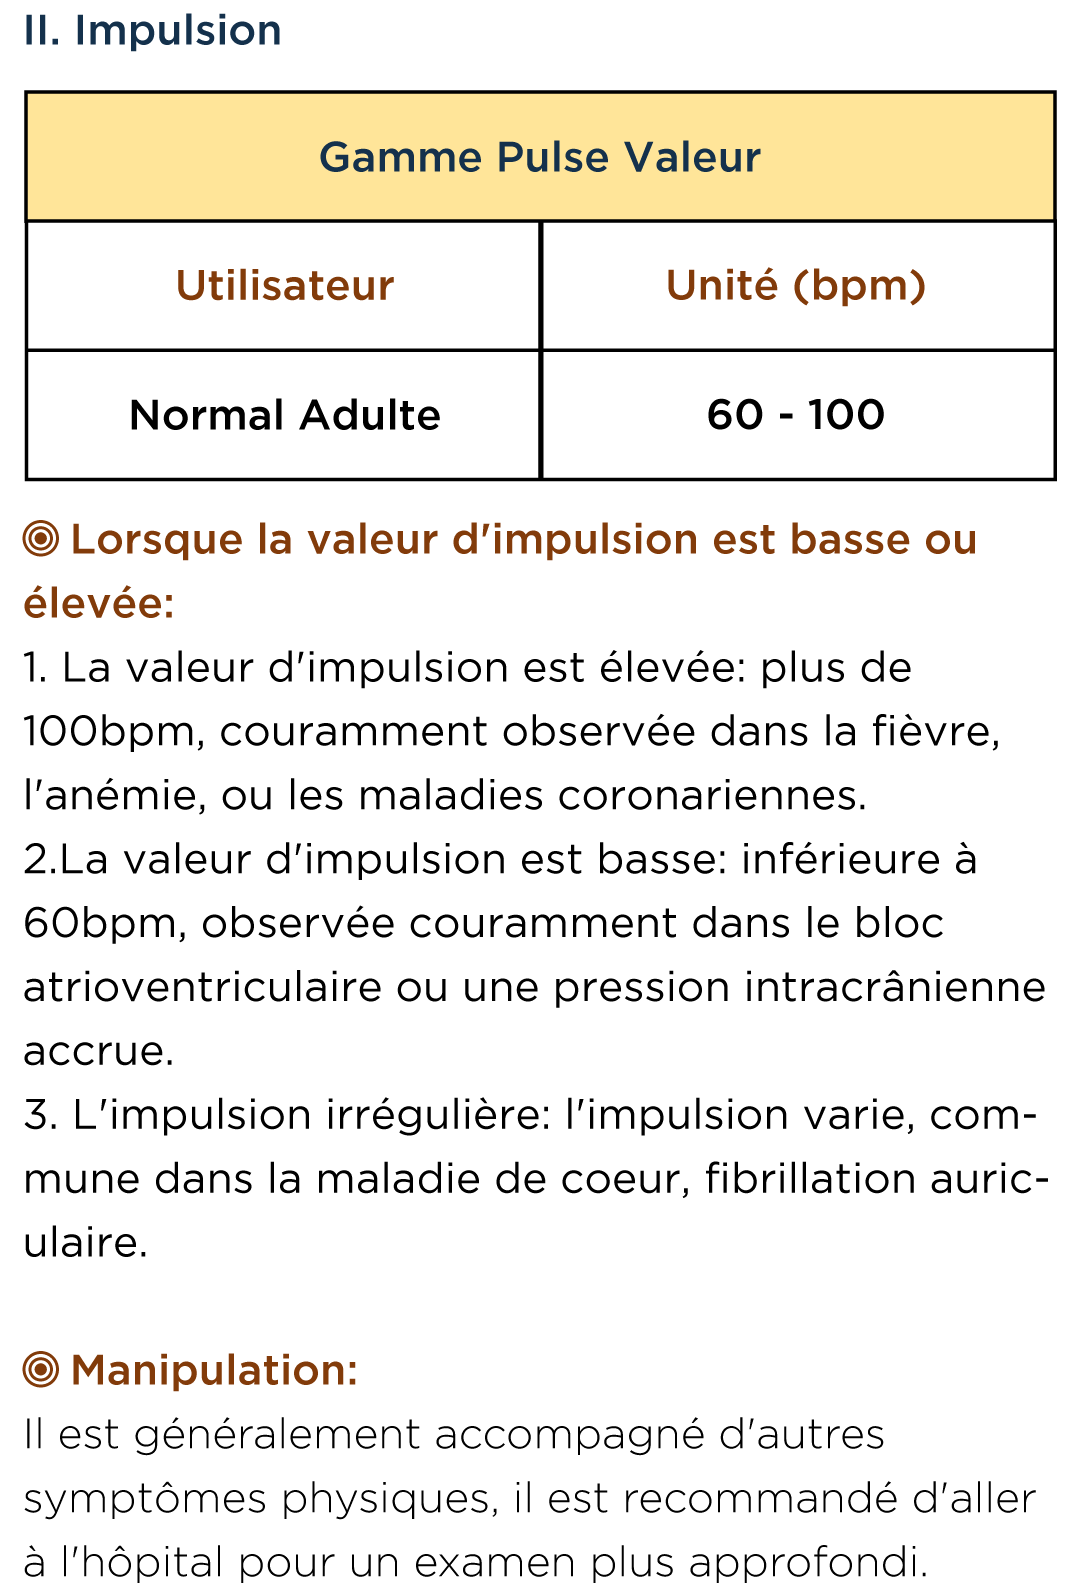 II. Impulsion
Gamme Pulse Valeur
Utilisateur Unité (bpm)
Normal Adulte 60 - 100
Lorsque la valeur d'impulsion est basse ou
élevée:
1. La valeur d'impulsion est élevée: plus de
100bpm, couramment observée dans la fièvre,
l'anémie, ou les maladies coronariennes.
2.La valeur d'impulsion est basse: inférieure à
60bpm, observée couramment dans le bloc
atrioventriculaire ou une pression intracrânienne
accrue.
3. L'impulsion irrégulière: l'impulsion varie, com-
mune dans la maladie de coeur, fibrillation auric-
ulaire.
Manipulation:
Il est généralement accompagné d'autres
symptômes physiques, il est recommandé d'aller
à l'hôpital pour un examen plus approfondi.